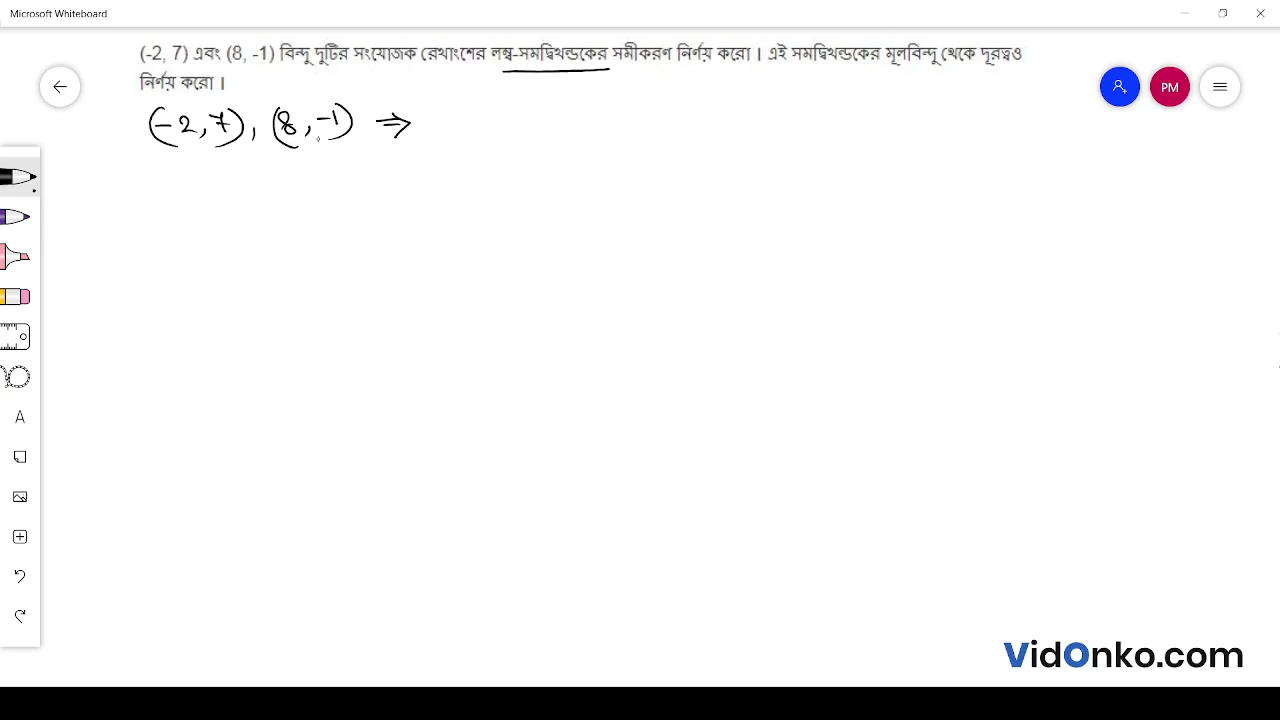 Microsoft Whiteboard
(-2, 7) এবং (8, -1) বিন্দু দুটির সংযোজক রেখাংশের লম্ব-সমদ্বিখন্ডকের সমীকরণ নির্ণয় করো । এই সমদ্বিখন্ডকের মূলবিন্দু থেকে দূরত্বও
নির্ণয় করো ।
PM
(-2, 7), (8, -1) ⇒
A
VidOnko.com